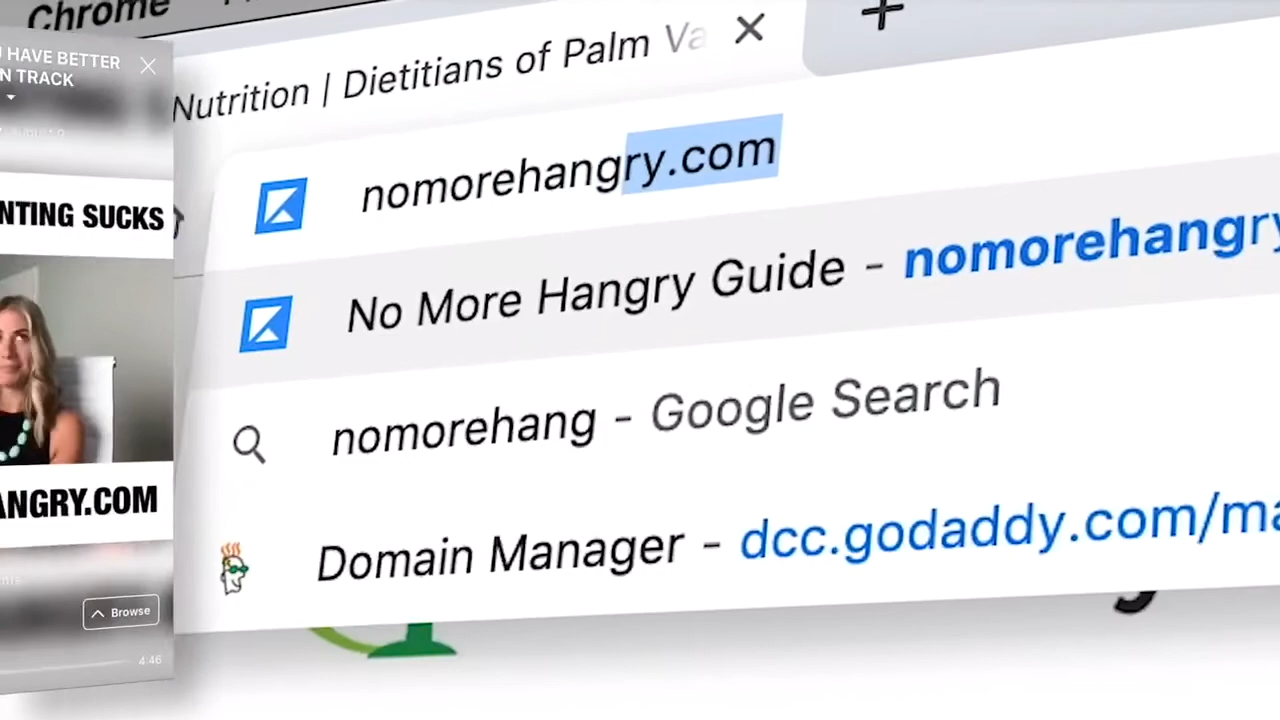 Chrome
HAVE BETTER
N TRACK
NTING SUCKS
ANGRY.COM
Browse
4:46
Nutrition | Dietitians of Palm Va
nomorehangry.com
No More Hangry Guide - nomorehangry
nomorehang - Google Search
Domain Manager - dcc.godaddy.com/ma